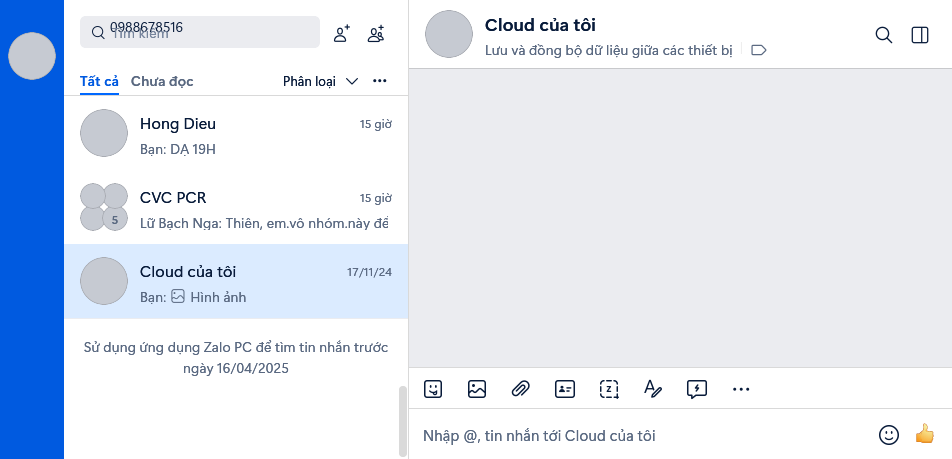 0988678516
Tìm kiếm
Tất cả Chưa đọc Phân loại
Hong Dieu 15 giờ
Bạn: DẠ 19H
CVC PCR 15 giờ
5
Lữ Bạch Nga: Thiên, em.vô nhóm.này để
Cloud của tôi 17/11/24
Bạn: Hình ảnh
Sử dụng ứng dụng Zalo PC để tìm tin nhắn trước
ngày 16/04/2025
Cloud của tôi
Lưu và đồng bộ dữ liệu giữa các thiết bị
Nhập @, tin nhắn tới Cloud của tôi